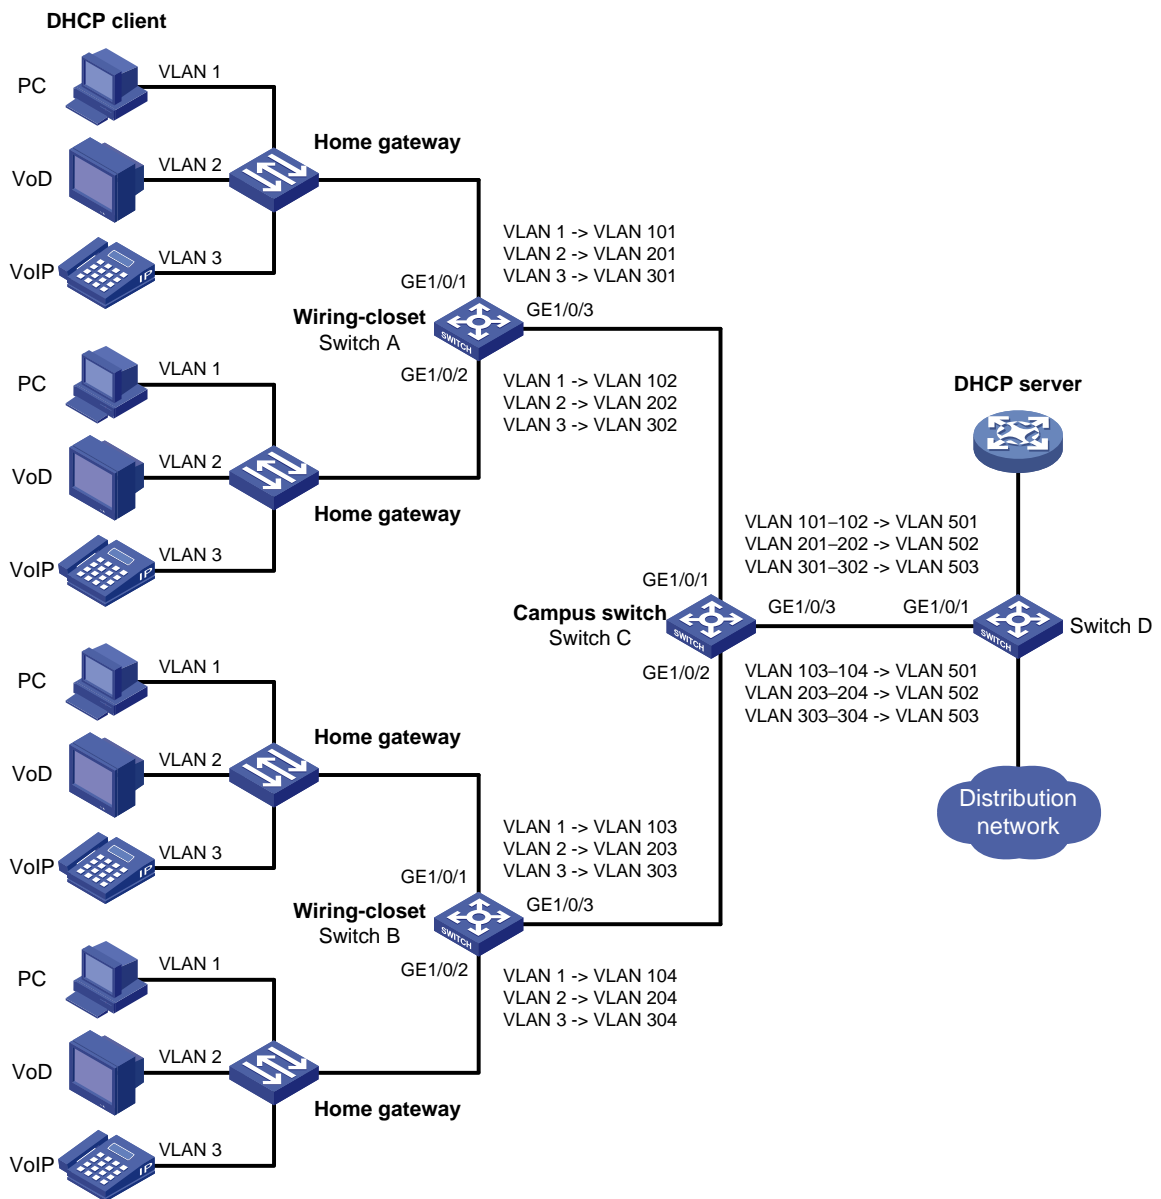 DHCP client
PC
VLAN 1
VoD
VLAN 2
Home gateway
VoIP
VLAN 3
IP
VLAN 1 -> VLAN 101
VLAN 2 -> VLAN 201
VLAN 3 -> VLAN 301
GE1/0/1
GE1/0/3
Wiring-closet
Switch A
SWITCH
GE1/0/2
VLAN 1 -> VLAN 102
VLAN 2 -> VLAN 202
VLAN 3 -> VLAN 302
PC
VLAN 1
VoD
VLAN 2
Home gateway
VoIP
VLAN 3
IP
DHCP server
VLAN 101–102 -> VLAN 501
VLAN 201–202 -> VLAN 502
VLAN 301–302 -> VLAN 503
GE1/0/1
Campus switch
Switch C
SWITCH
GE1/0/3
GE1/0/1
SWITCH
Switch D
GE1/0/2
VLAN 103–104 -> VLAN 501
VLAN 203–204 -> VLAN 502
VLAN 303–304 -> VLAN 503
Distribution
network
PC
VLAN 1
Home gateway
VoD
VLAN 2
VoIP
VLAN 3
IP
VLAN 1 -> VLAN 103
VLAN 2 -> VLAN 203
VLAN 3 -> VLAN 303
GE1/0/1
GE1/0/3
Wiring-closet
Switch B
SWITCH
GE1/0/2
VLAN 1 -> VLAN 104
VLAN 2 -> VLAN 204
VLAN 3 -> VLAN 304
PC
VLAN 1
VoD
VLAN 2
Home gateway
VoIP
VLAN 3
IP